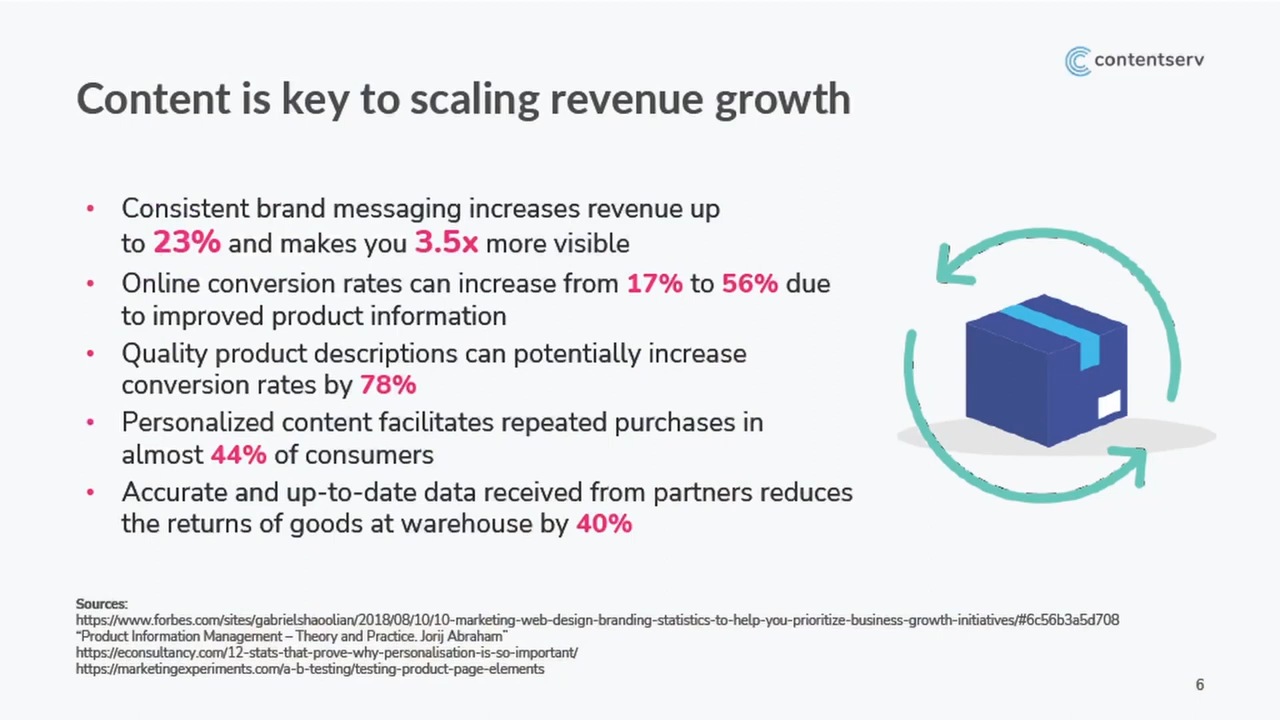 contentserv
Content is key to scaling revenue growth
• Consistent brand messaging increases revenue up
to 23% and makes you 3.5x more visible
• Online conversion rates can increase from 17% to 56% due
to improved product information
• Quality product descriptions can potentially increase
conversion rates by 78%
• Personalized content facilitates repeated purchases in
almost 44% of consumers
• Accurate and up-to-date data received from partners reduces
the returns of goods at warehouse by 40%
Sources:
https://www.forbes.com/sites/gabrielshaoolian/2018/08/10/10-marketing-web-design-branding-statistics-to-help-you-prioritize-business-growth-initiatives/#6c56b3a5d708
“Product Information Management – Theory and Practice. Jorij Abraham”
https://econsultancy.com/12-stats-that-prove-why-personalisation-is-so-important/
https://marketingexperiments.com/a-b-testing/testing-product-page-elements
6